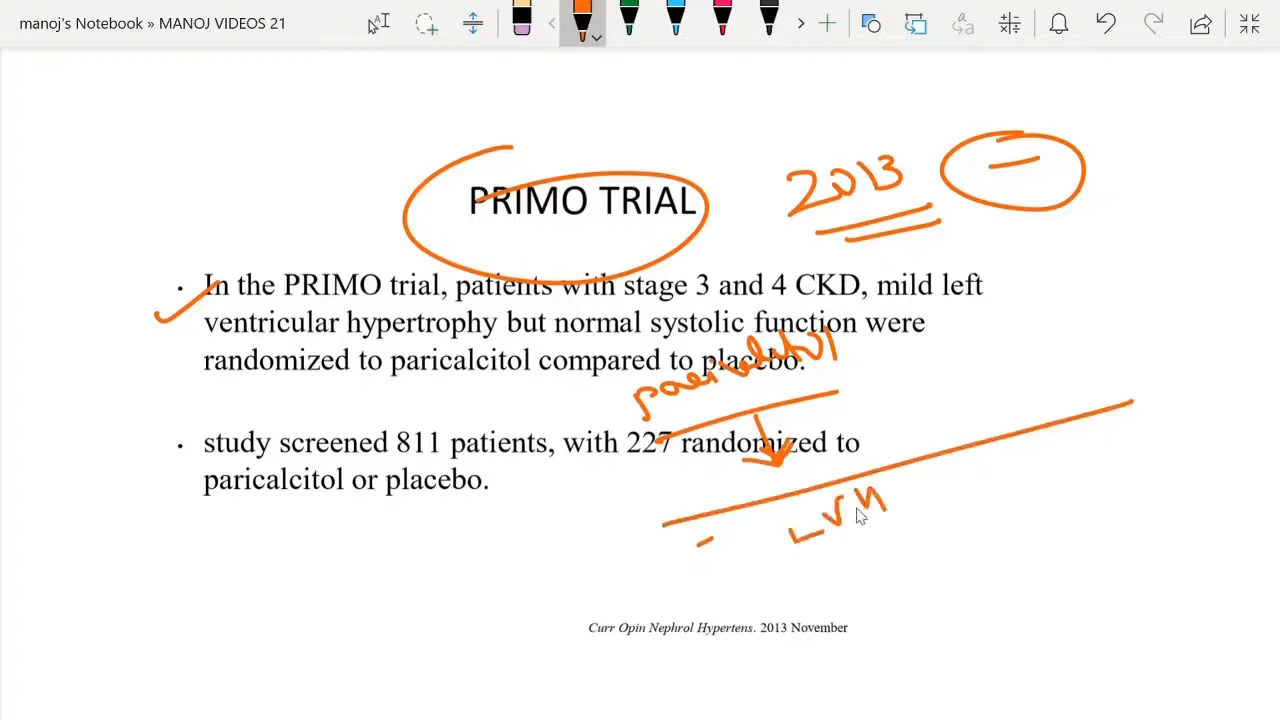 manoj's Notebook » MANOJ VIDEOS 21
PRIMO TRIAL
2013
• In the PRIMO trial, patients with stage 3 and 4 CKD, mild left
ventricular hypertrophy but normal systolic function were
randomized to paricalcitol compared to placebo.
• study screened 811 patients, with 227 randomized to
paricalcitol or placebo.
LVH
Curr Opin Nephrol Hypertens. 2013 November